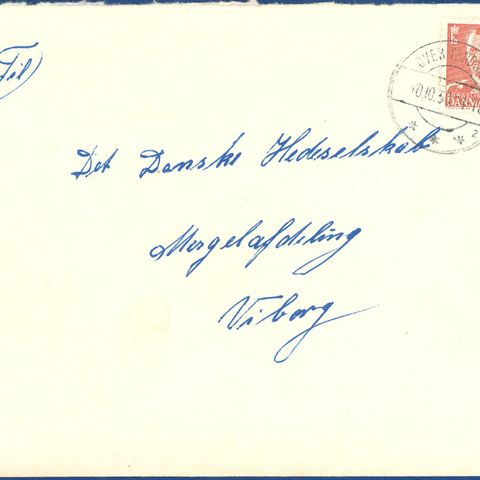 Til
Det Danske Hedeselskab
Mergelafdeling
Viborg
DANMARK